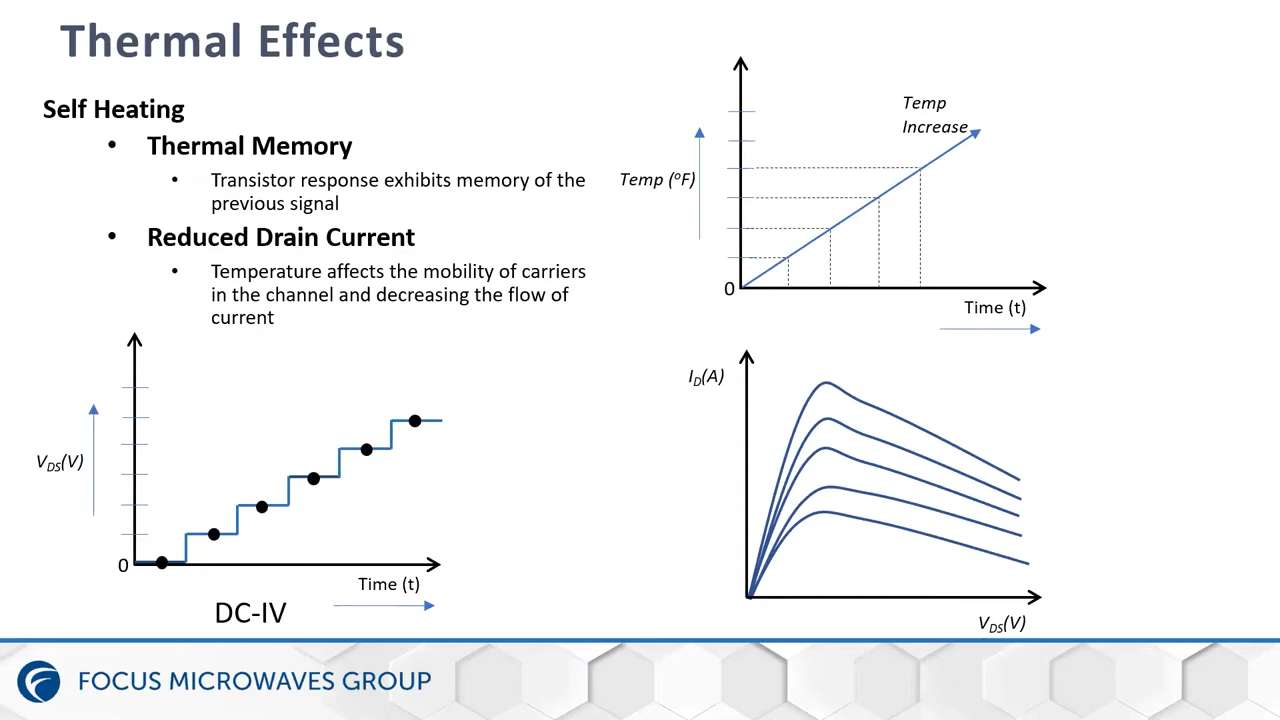 Thermal Effects
Self Heating
• Thermal Memory
• Transistor response exhibits memory of the
previous signal
• Reduced Drain Current
• Temperature affects the mobility of carriers
in the channel and decreasing the flow of
current
Temp
Increase
Temp (°F)
0
Time (t)
V_DS(V)
0
Time (t)
DC-IV
I_D(A)
V_DS(V)
FOCUS MICROWAVES GROUP